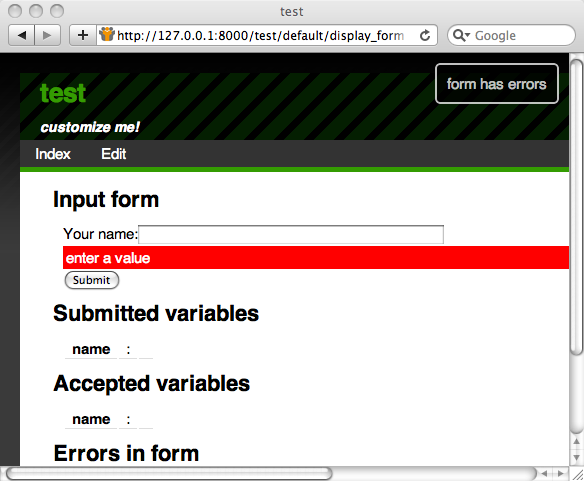 test
http://127.0.0.1:8000/test/default/display_form
Google
form has errors
test
customize me!
Index Edit
Input form
Your name:
enter a value
Submit
Submitted variables
name :
Accepted variables
name :
Errors in form